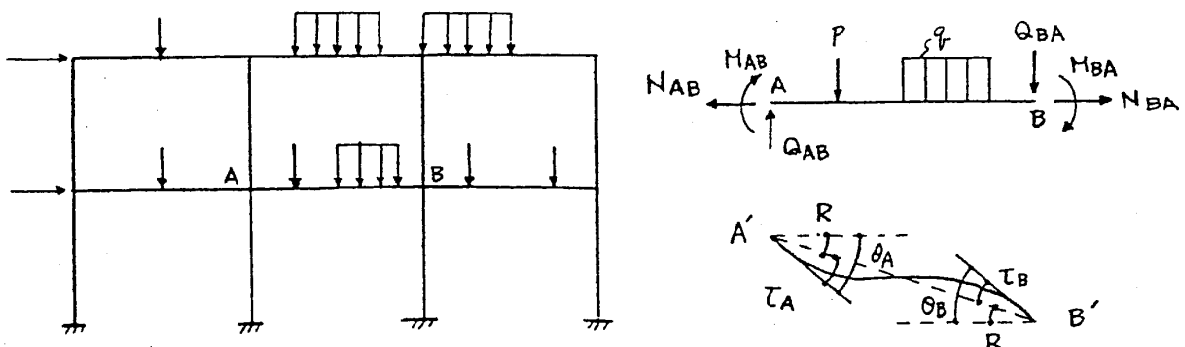 A
B
P
q
Q_BA
M_AB
M_BA
N_AB
A
B
N_BA
Q_AB
A'
R
θ_A
τ_A
τ_B
θ_B
R
B'